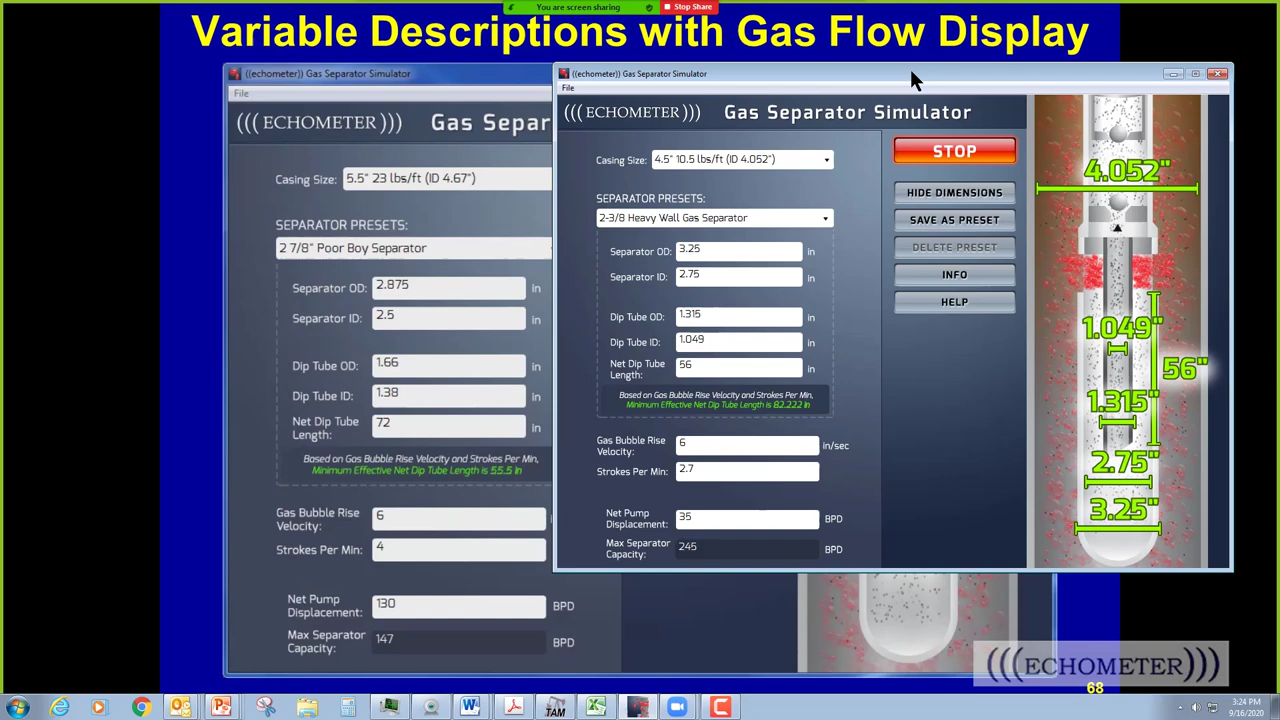 You are screen sharing
Stop Share
Variable Descriptions with Gas Flow Display
((echometer)) Gas Separator Simulator
File
(((ECHOMETER)))
Gas Sepa
Casing Size:
5.5" 23 lbs/ft (ID 4.67")
SEPARATOR PRESETS:
2 7/8" Poor Boy Separator
Separator OD:
2.875
in
Separator ID:
2.5
in
Dip Tube OD:
1.66
in
Dip Tube ID:
1.38
in
Net Dip Tube
Length:
72
in
Based on Gas Bubble Rise Velocity and Strokes Per Min,
Minimum Effective Net Dip Tube Length is 55.5 In
Gas Bubble Rise
Velocity:
6
Strokes Per Min:
4
Net Pump
Displacement:
130
BPD
Max Separator
Capacity:
147
BPD
((echometer)) Gas Separator Simulator
File
(((ECHOMETER)))
Gas Separator Simulator
Casing Size:
4.5" 10.5 lbs/ft (ID 4.052")
SEPARATOR PRESETS:
2-3/8 Heavy Wall Gas Separator
Separator OD:
3.25
in
Separator ID:
2.75
in
Dip Tube OD:
1.315
in
Dip Tube ID:
1.049
in
Net Dip Tube
Length:
56
in
Based on Gas Bubble Rise Velocity and Strokes Per Min,
Minimum Effective Net Dip Tube Length is 82.222 In
Gas Bubble Rise
Velocity:
6
in/sec
Strokes Per Min:
2.7
Net Pump
Displacement:
35
BPD
Max Separator
Capacity:
245
BPD
STOP
HIDE DIMENSIONS
SAVE AS PRESET
DELETE PRESET
INFO
HELP
4.052"
1.049"
56"
1.315"
2.75"
3.25"
(((ECHOMETER)))
68
TAM
3:24 PM
9/16/2020